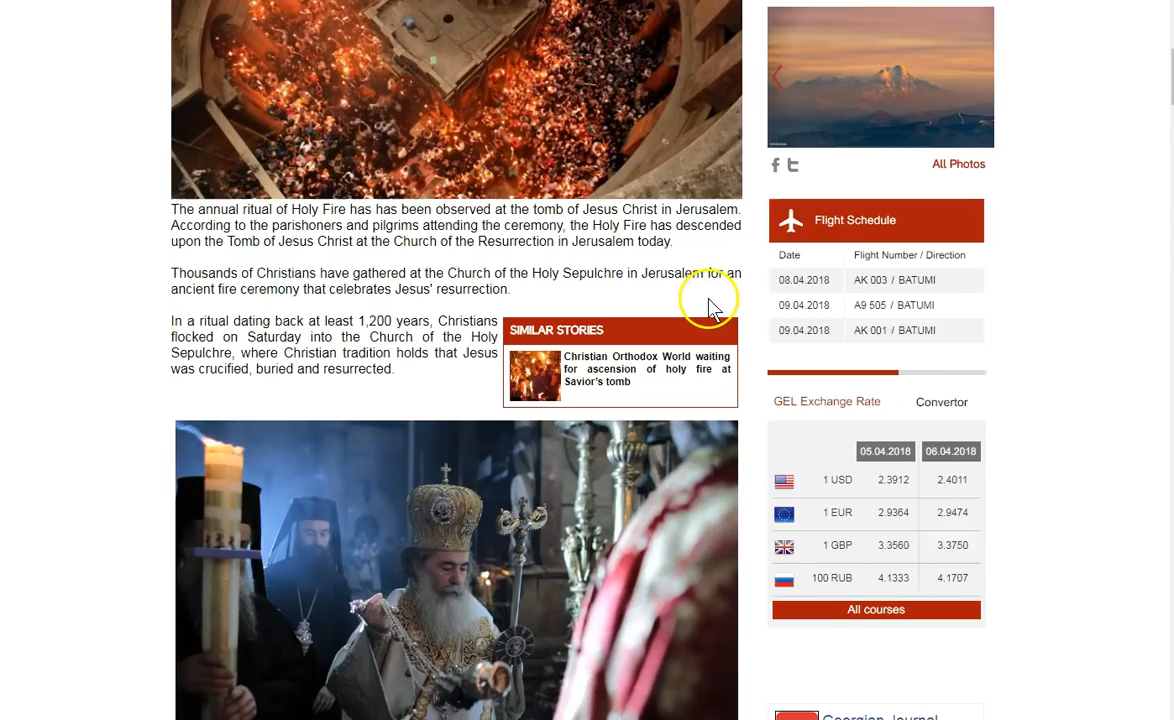 The annual ritual of Holy Fire has has been observed at the tomb of Jesus Christ in Jerusalem.
According to the parishoners and pilgrims attending the ceremony, the Holy Fire has descended
upon the Tomb of Jesus Christ at the Church of the Resurrection in Jerusalem today.
Thousands of Christians have gathered at the Church of the Holy Sepulchre in Jerusalem for an
ancient fire ceremony that celebrates Jesus' resurrection.
In a ritual dating back at least 1,200 years, Christians
flocked on Saturday into the Church of the Holy
Sepulchre, where Christian tradition holds that Jesus
was crucified, buried and resurrected.
SIMILAR STORIES
Christian Orthodox World waiting
for ascension of holy fire at
Savior's tomb
All Photos
Flight Schedule
Date Flight Number / Direction
08.04.2018 AK 003 / BATUMI
09.04.2018 A9 505 / BATUMI
09.04.2018 AK 001 / BATUMI
GEL Exchange Rate Convertor
05.04.2018 06.04.2018
1 USD 2.3912 2.4011
1 EUR 2.9364 2.9474
1 GBP 3.3560 3.3750
100 RUB 4.1333 4.1707
All courses
Georgian Journal